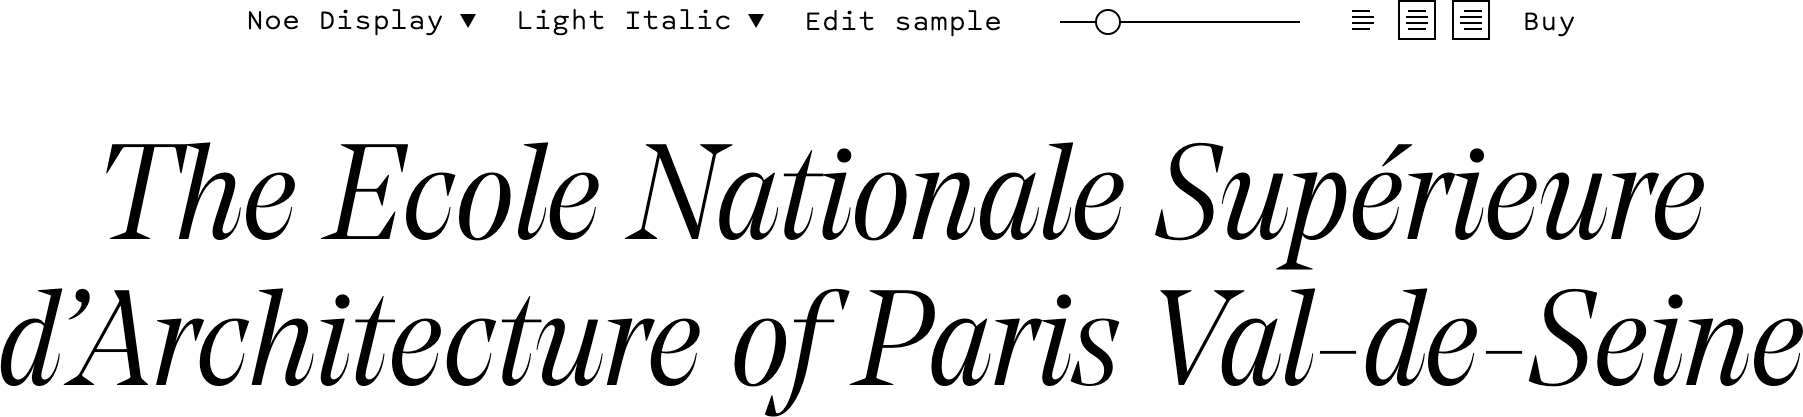 Noe Display ▼ Light Italic ▼ Edit sample Buy
The Ecole Nationale Supérieure
d’Architecture of Paris Val-de-Seine